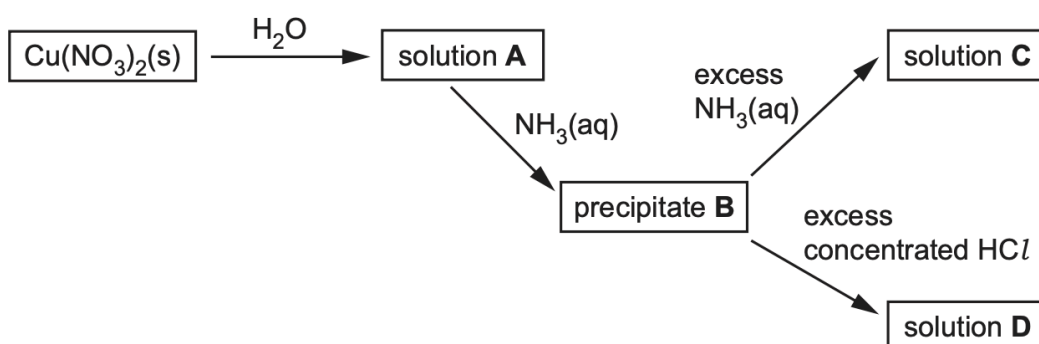 Cu(NO₃)₂(s)
H₂O
solution A
NH₃(aq)
precipitate B
excess
NH₃(aq)
solution C
excess
concentrated HCl
solution D